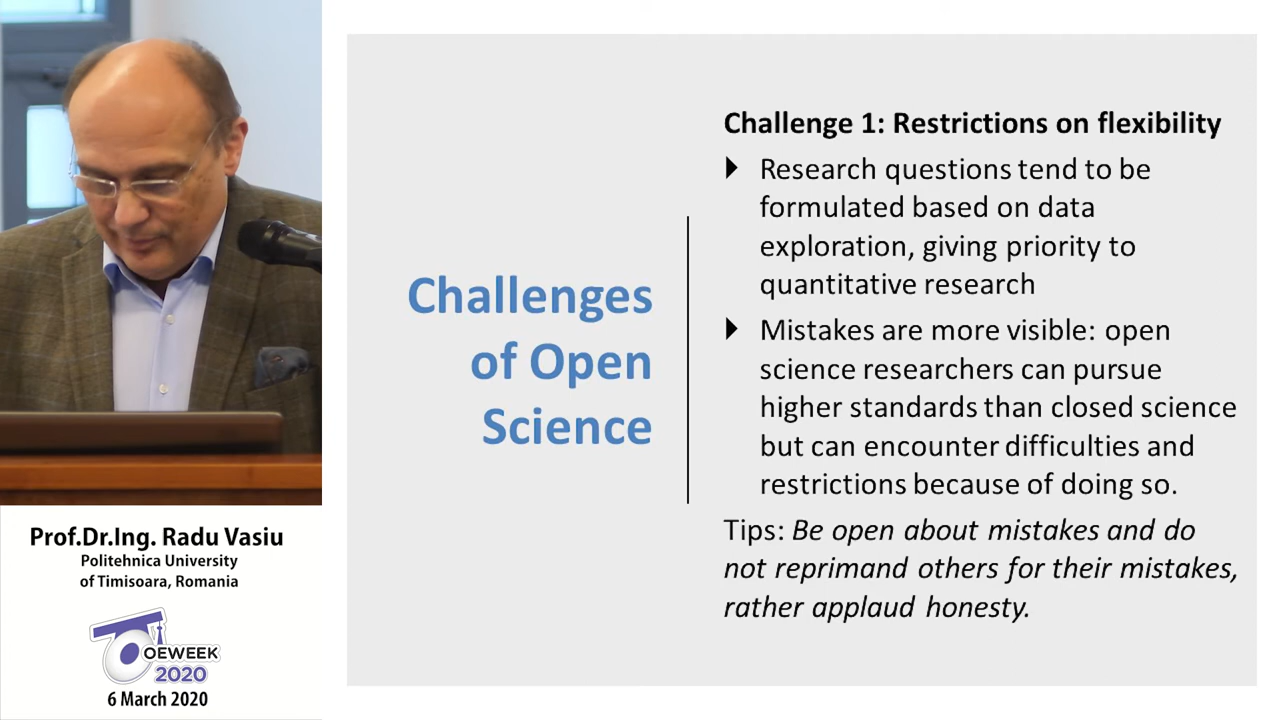 Challenges
of Open
Science
Challenge 1: Restrictions on flexibility
Research questions tend to be
formulated based on data
exploration, giving priority to
quantitative research
Mistakes are more visible: open
science researchers can pursue
higher standards than closed science
but can encounter difficulties and
restrictions because of doing so.
Tips: Be open about mistakes and do
not reprimand others for their mistakes,
rather applaud honesty.
Prof.Dr.Ing. Radu Vasiu
Politehnica University
of Timisoara, Romania
OEWEEK
2020
6 March 2020